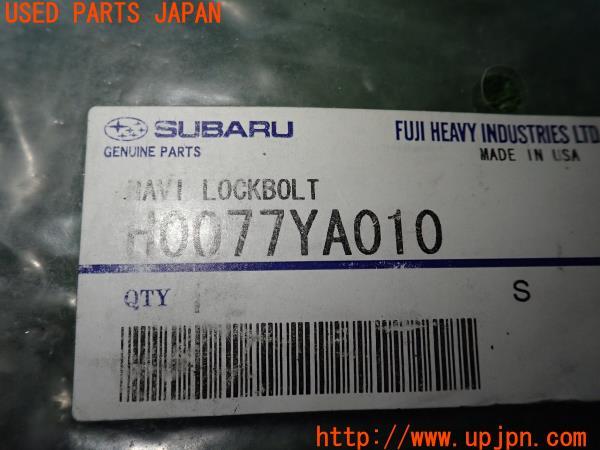 USED PARTS JAPAN
SUBARU
GENUINE PARTS
FUJI HEAVY INDUSTRIES LTD.
MADE IN USA
NAVI LOCKBOLT
H0077YA010
QTY 1
S
http://www.upjpn.com